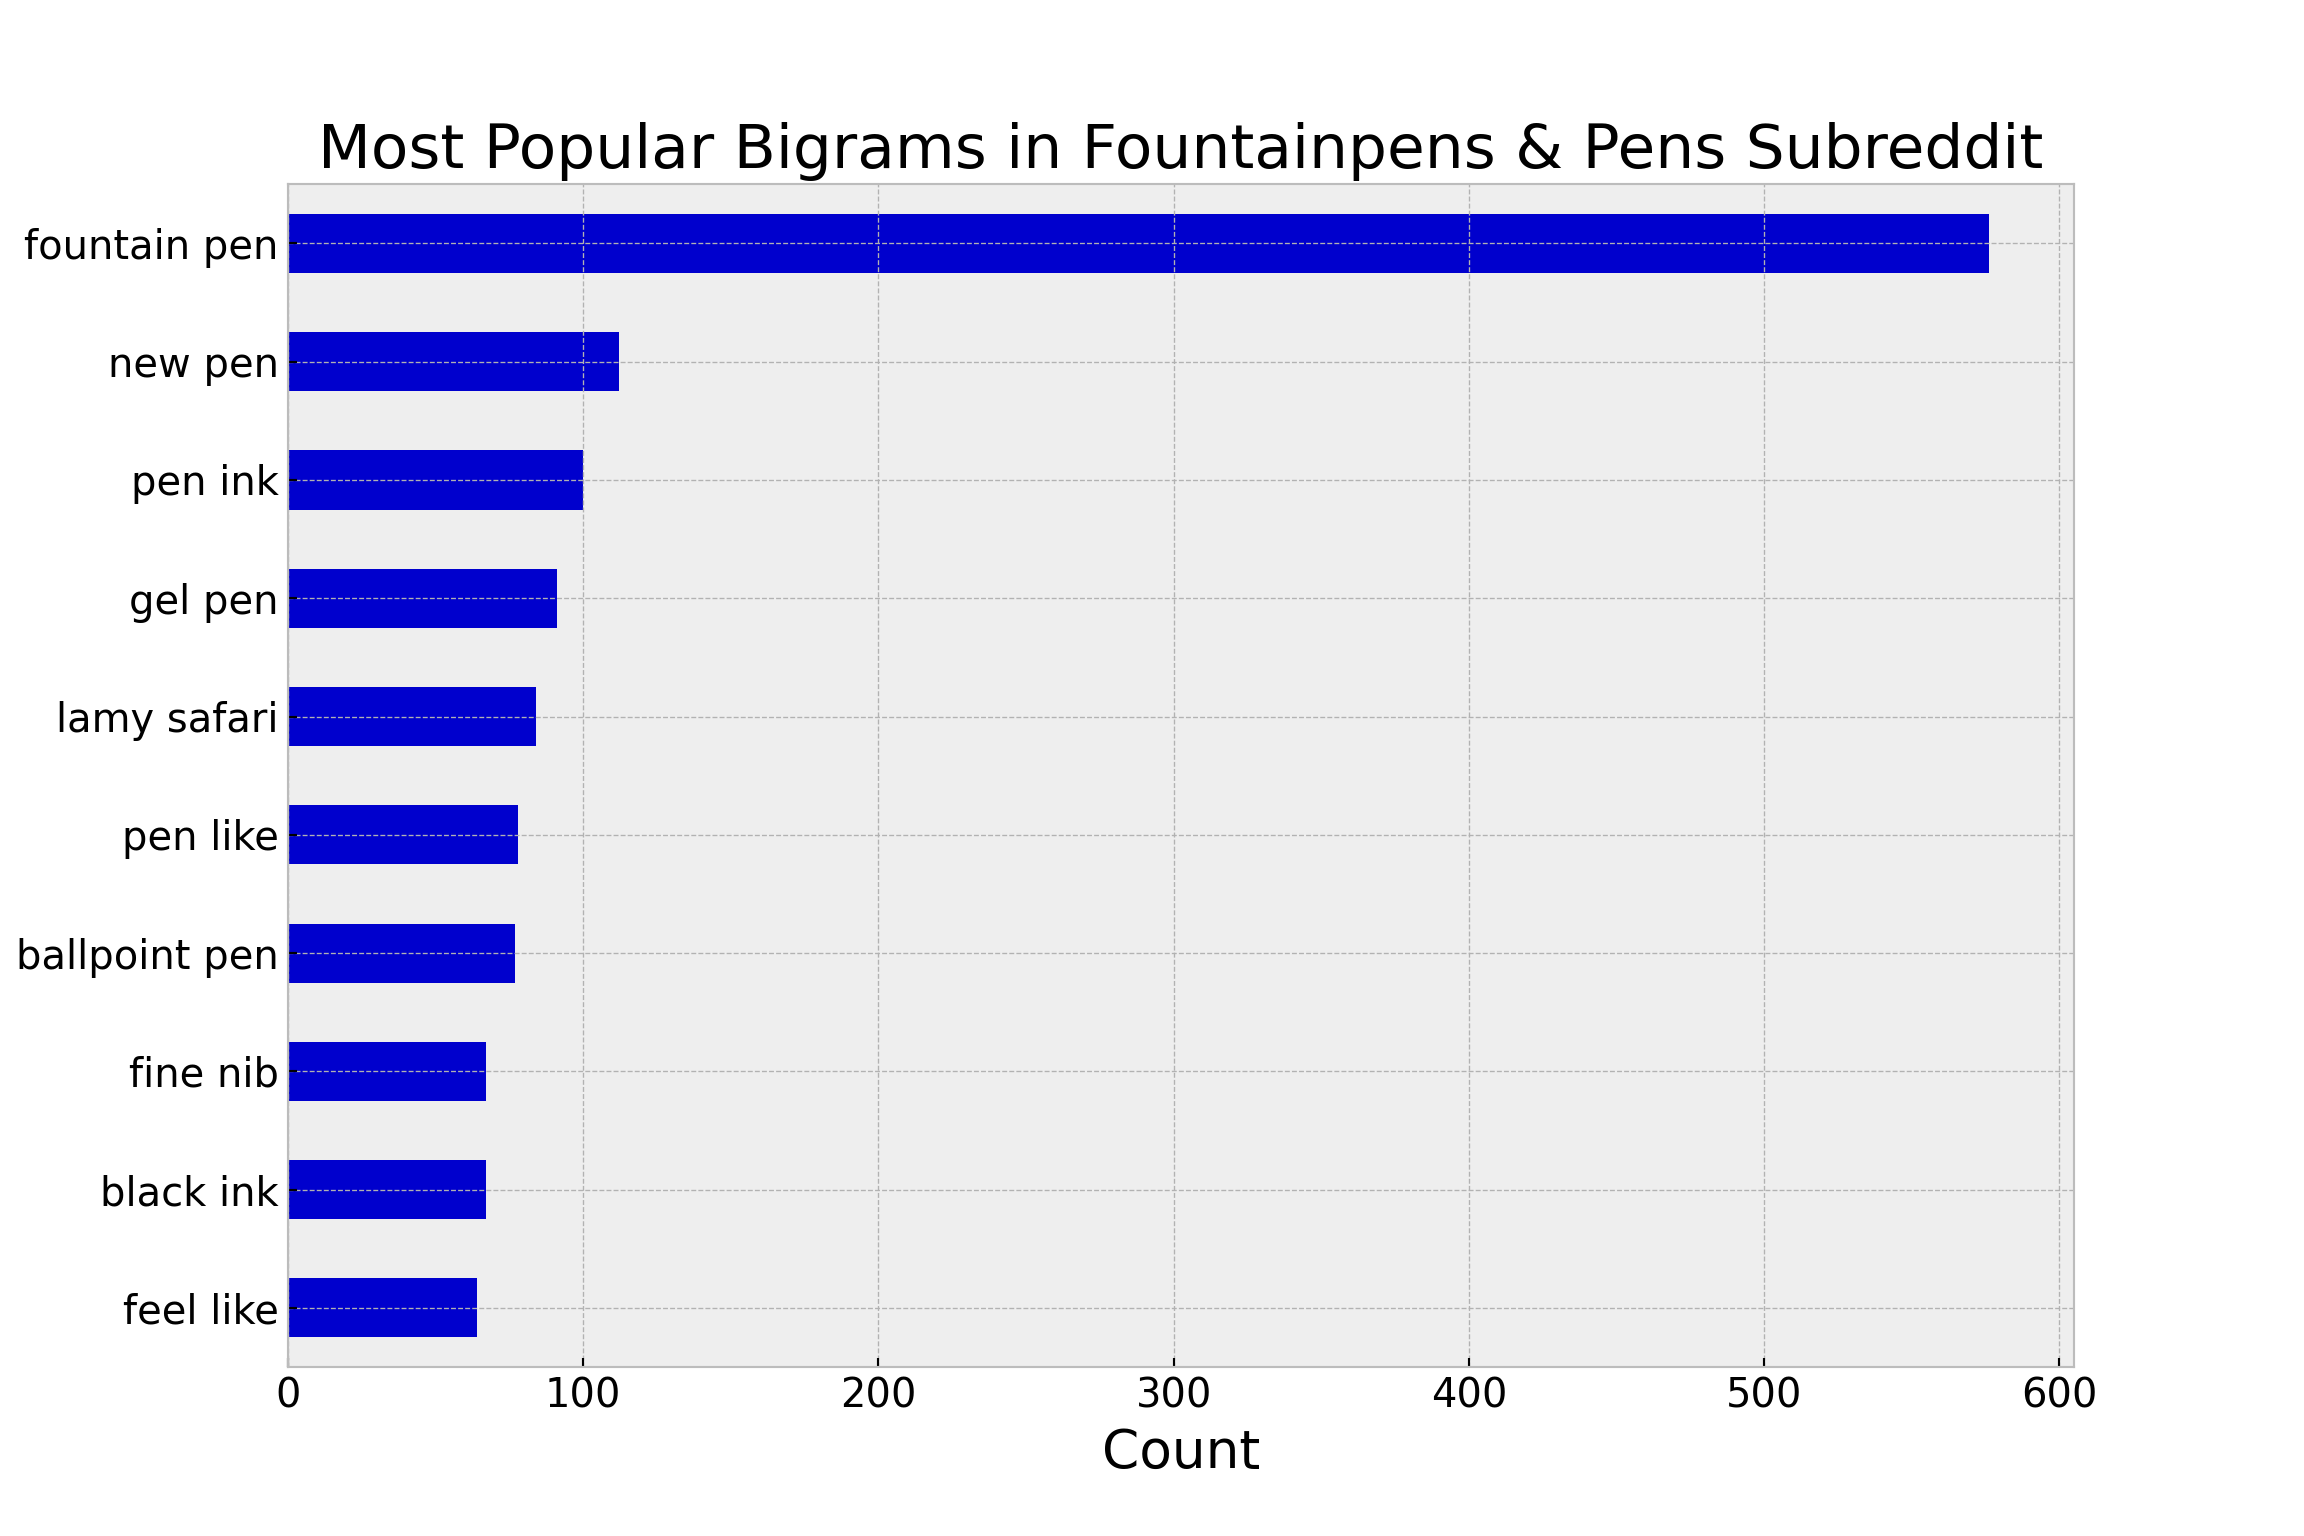 Most Popular Bigrams in Fountainpens & Pens Subreddit
fountain pen
new pen
pen ink
gel pen
lamy safari
pen like
ballpoint pen
fine nib
black ink
feel like
0 100 200 300 400 500 600
Count